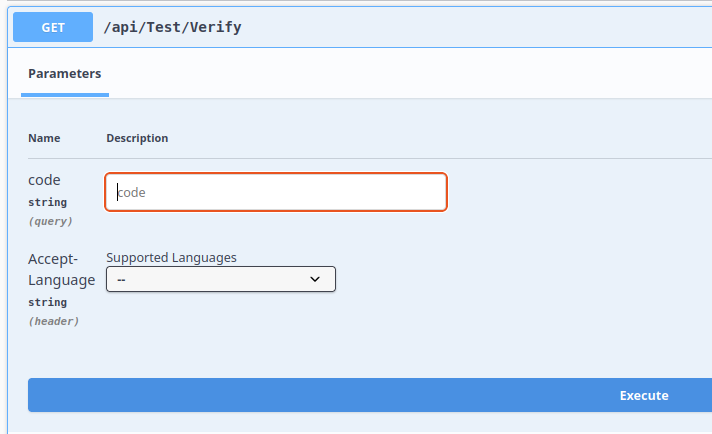 GET /api/Test/Verify
Parameters
Name Description
code
string
(query)
code
Accept-
Language
string
(header)
Supported Languages
--
Execute